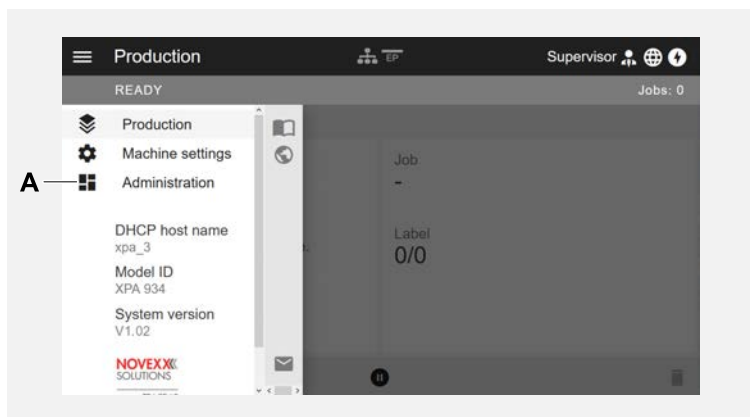 Production
EP
Supervisor
READY
Jobs: 0
Production
Machine settings
A
Administration
DHCP host name
xpa_3
Model ID
XPA 934
System version
V1.02
NOVEXX
SOLUTIONS
Job
-
Label
0/0